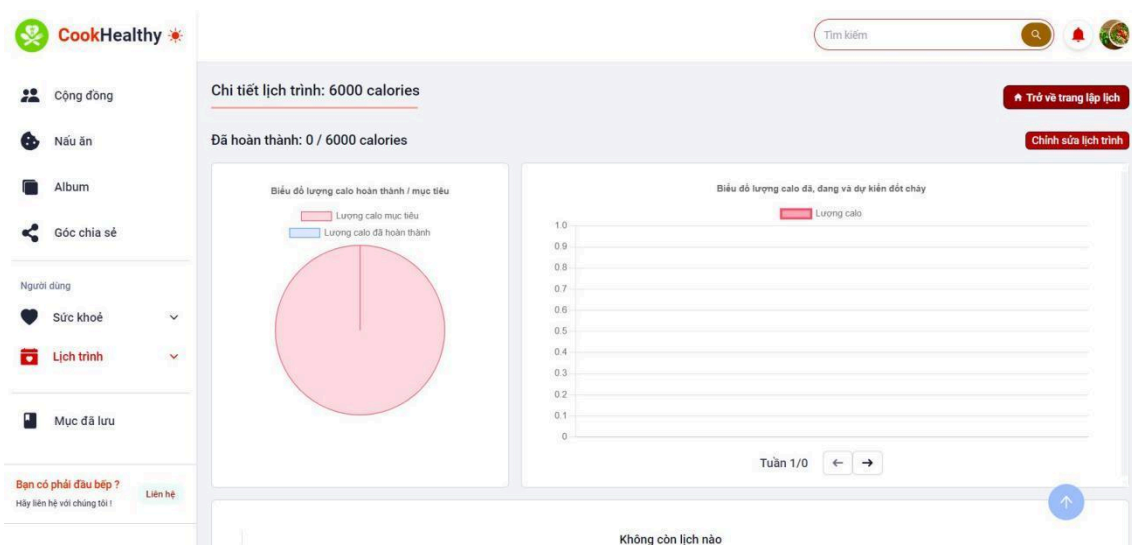 CookHealthy
Tìm kiếm
Cộng đồng
Nấu ăn
Album
Góc chia sẻ
Người dùng
Sức khoẻ
Lịch trình
Mục đã lưu
Bạn có phải đầu bếp ?
Hãy liên hệ với chúng tôi !
Liên hệ
Chi tiết lịch trình: 6000 calories
Trở về trang lập lịch
Đã hoàn thành: 0 / 6000 calories
Chỉnh sửa lịch trình
Biểu đồ lượng calo hoàn thành / mục tiêu
Lượng calo mục tiêu
Lượng calo đã hoàn thành
Biểu đồ lượng calo đã, đang và dự kiến đốt cháy
Lượng calo
1.0
0.9
0.8
0.7
0.6
0.5
0.4
0.3
0.2
0.1
0
Tuần 1/0
Không còn lịch nào